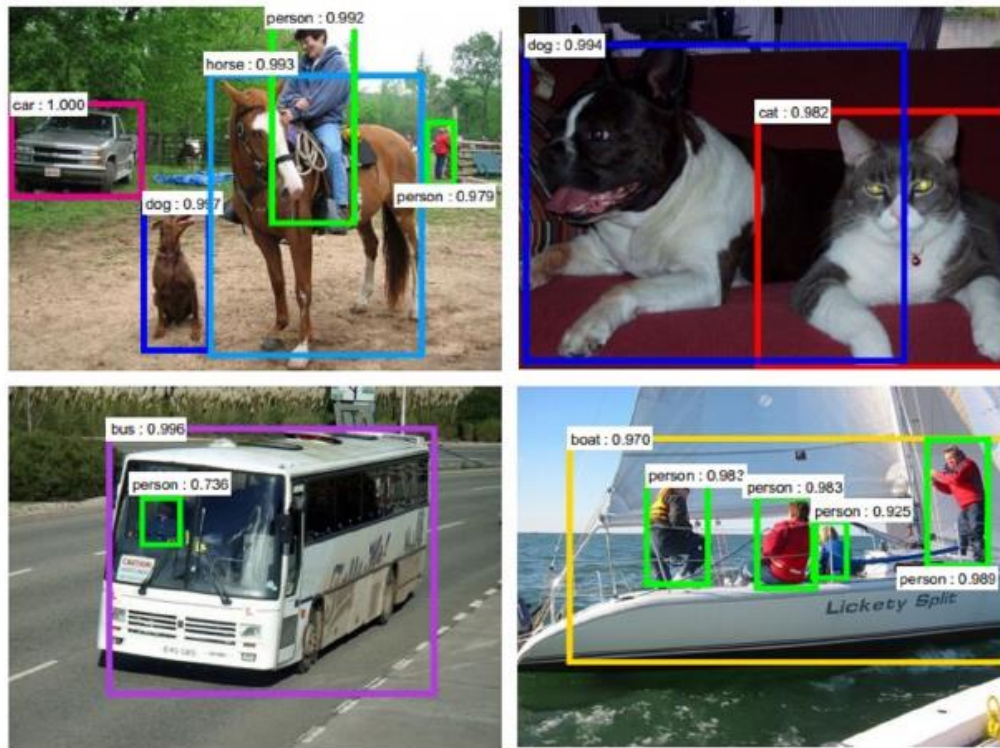 person : 0.992
horse : 0.993
car : 1.000
person : 0.979
dog : 0.997
dog : 0.994
cat : 0.982
bus : 0.996
person : 0.736
CAUTION
boat : 0.970
person : 0.983
person : 0.983
person : 0.925
person : 0.989
Lickety Split